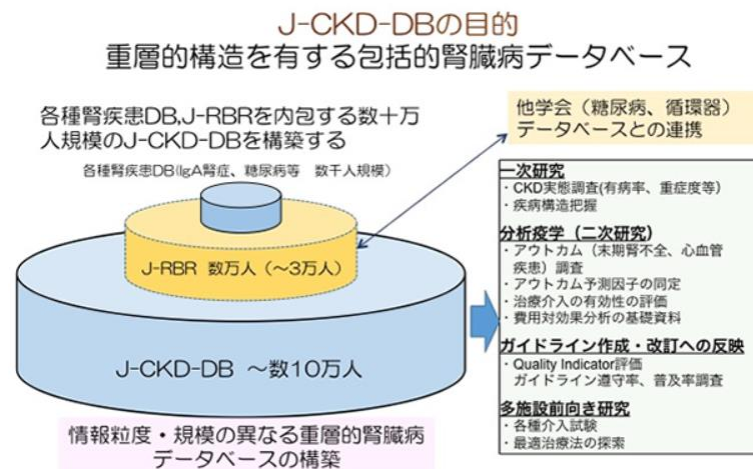 J-CKD-DBの目的
重層的構造を有する包括的腎臓病データベース
各種腎疾患DB,J-RBRを内包する数十万
人規模のJ-CKD-DBを構築する
各種腎疾患DB(IgA腎症、糖尿病等　数千人規模)
J-RBR 数万人（～3万人）
J-CKD-DB ～数10万人
情報粒度・規模の異なる重層的腎臓病
データベースの構築
他学会（糖尿病、循環器）
データベースとの連携
一次研究
・CKD実態調査(有病率、重症度等)
・疾病構造把握
分析疫学（二次研究）
・アウトカム（末期腎不全、心血管
疾患）調査
・アウトカム予測因子の同定
・治療介入の有効性の評価
・費用対効果分析の基礎資料
ガイドライン作成・改訂への反映
・Quality Indicator評価
ガイドライン遵守率、普及率調査
多施設前向き研究
・各種介入試験
・最適治療法の探索